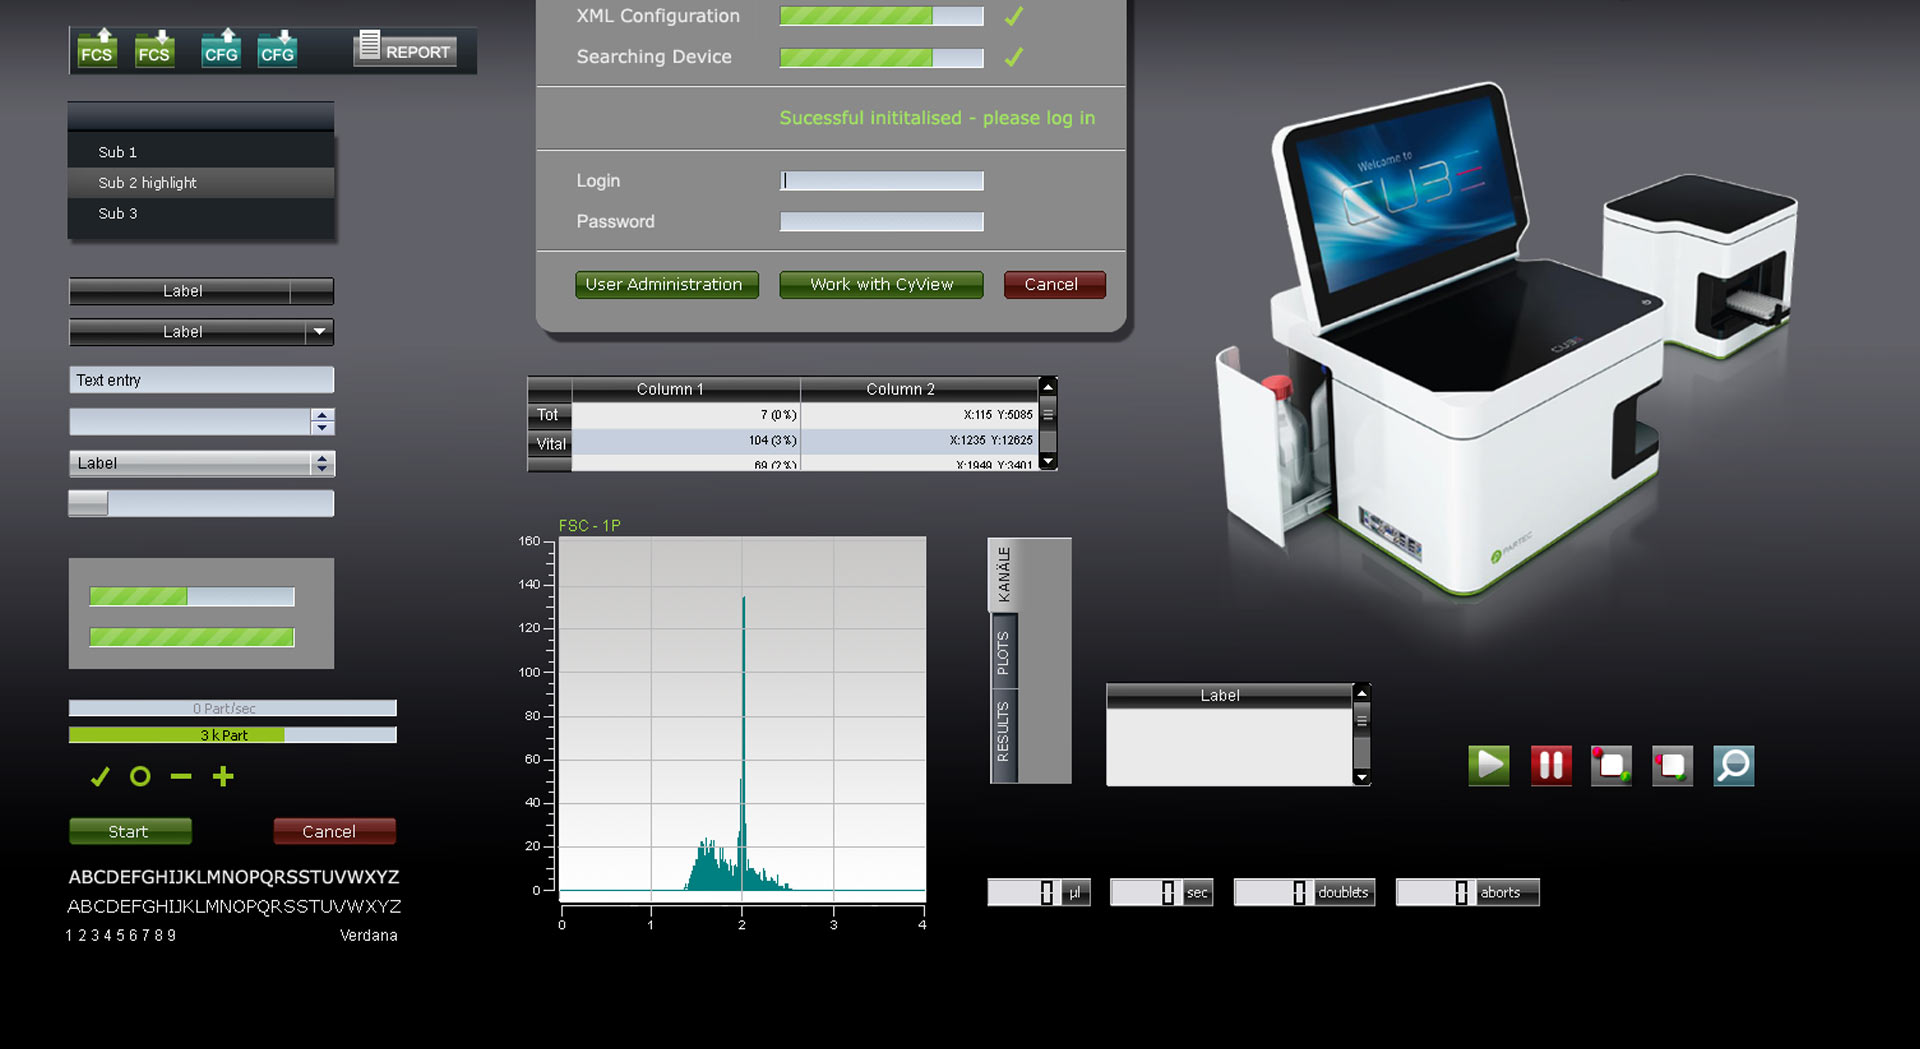 FCS FCS CFG CFG REPORT
Sub 1
Sub 2 highlight
Sub 3
Label
Label
Text entry
Label
0 Part/sec
3 k Part
Start Cancel
ABCDEFGHIJKLMNOPQRSSTUVWXYZ
ABCDEFGHIJKLMNOPQRSSTUVWXYZ
1 2 3 4 5 6 7 8 9 Verdana
XML Configuration
Searching Device
Sucessful inititalised - please log in
Login
Password
User Administration Work with CyView Cancel
Column 1 Column 2
Tot 7 (0%) X:115 Y:5085
Vital 104 (3%) X:1235 Y:12625
69 (2%) X:1949 Y:3401
FSC - 1P
160
140
120
100
80
60
40
20
0
0 1 2 3 4
KANÄLE
PLOTS
RESULTS
Label
µl sec doublets aborts
Welcome to
CUBE
CUBE
PARTEC